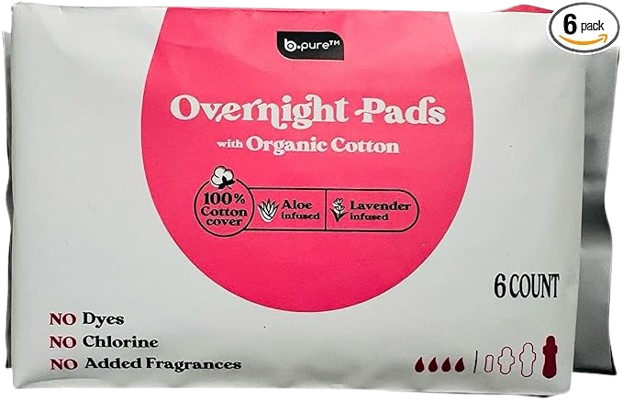 6
pack
b.pure™
Overnight Pads
with Organic Cotton
100%
Cotton
cover
Aloe
infused
Lavender
infused
6 COUNT
NO Dyes
NO Chlorine
NO Added Fragrances